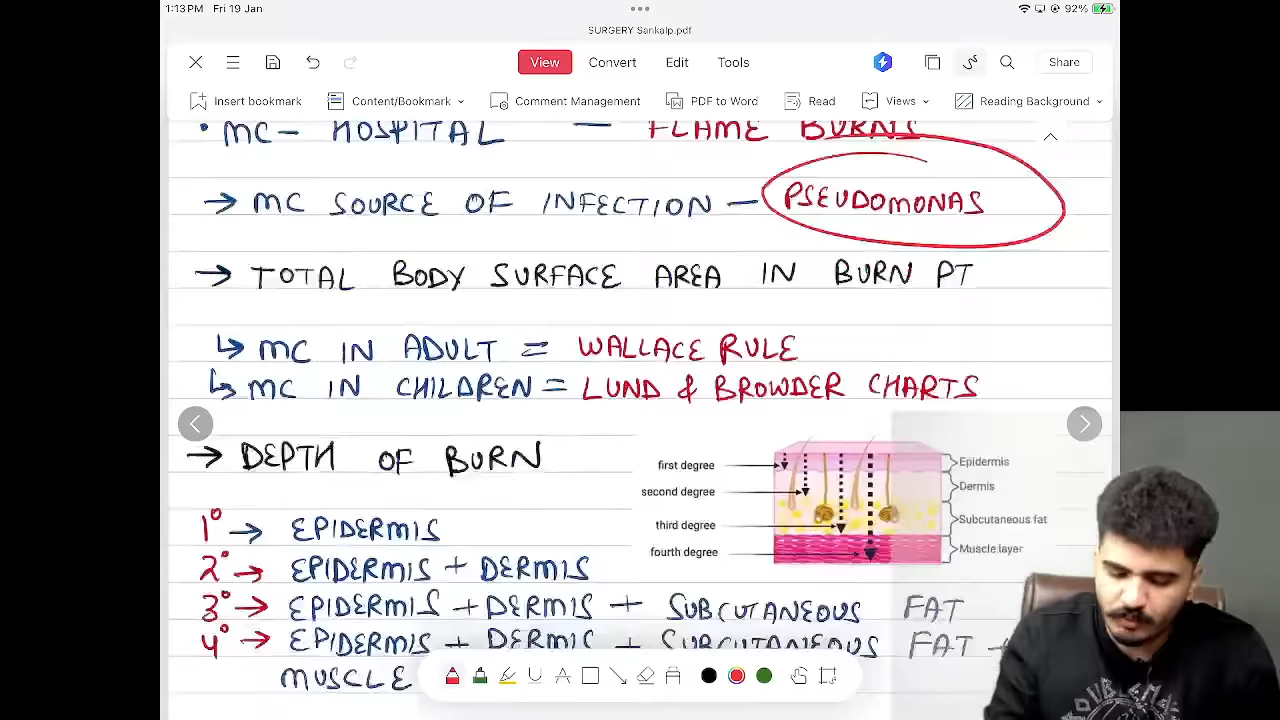 1:13 PM Fri 19 Jan
92%
SURGERY Sankalp.pdf
View Convert Edit Tools Share
Insert bookmark Content/Bookmark Comment Management PDF to Word Read Views Reading Background
• MC - HOSPITAL — FLAME BURNS
→ MC SOURCE OF INFECTION — PSEUDOMONAS
→ TOTAL BODY SURFACE AREA IN BURN PT
↳ MC IN ADULT = WALLACE RULE
↳ MC IN CHILDREN = LUND & BROWDER CHARTS
→ DEPTH OF BURN
first degree
second degree
third degree
fourth degree
Epidermis
Dermis
Subcutaneous fat
Muscle layer
1° → EPIDERMIS
2° → EPIDERMIS + DERMIS
3° → EPIDERMIS + DERMIS + SUBCUTANEOUS FAT
4° → EPIDERMIS + DERMIS + SUBCUTANEOUS FAT +
MUSCLE